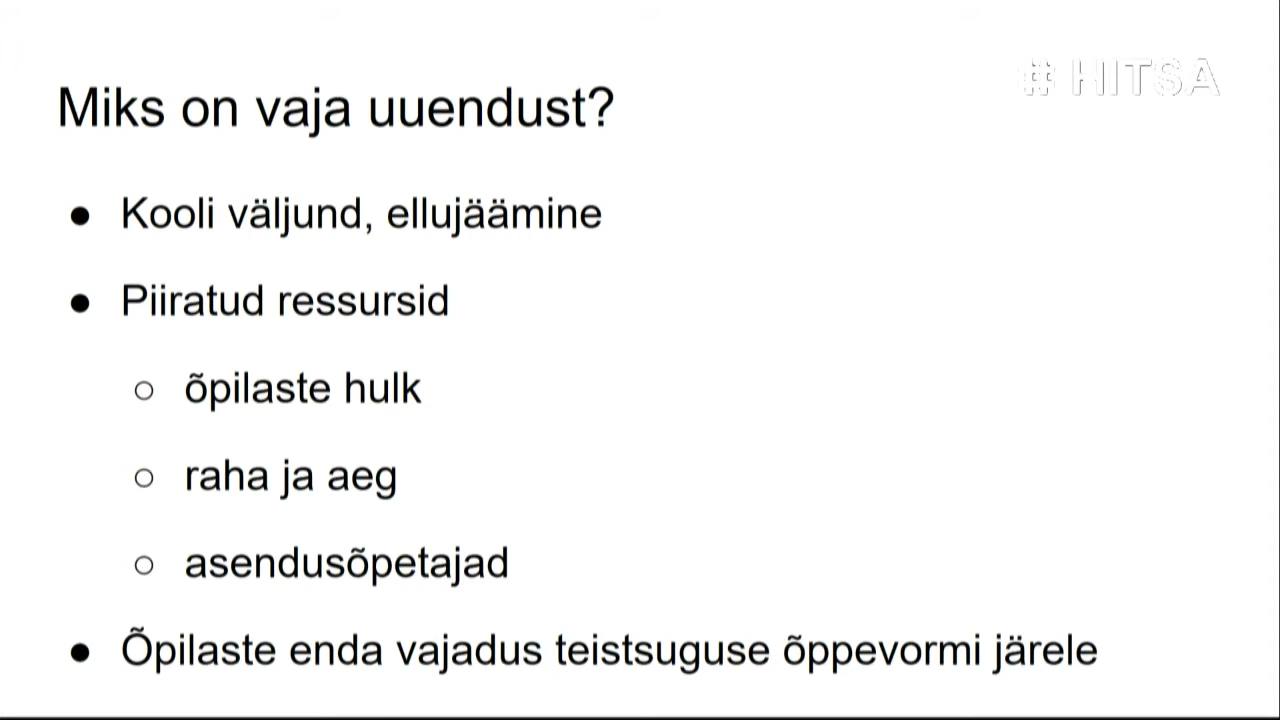 # HITSA
Miks on vaja uuendust?
● Kooli väljund, ellujäämine
● Piiratud ressursid
○ õpilaste hulk
○ raha ja aeg
○ asendusõpetajad
● Õpilaste enda vajadus teistsuguse õppevormi järele